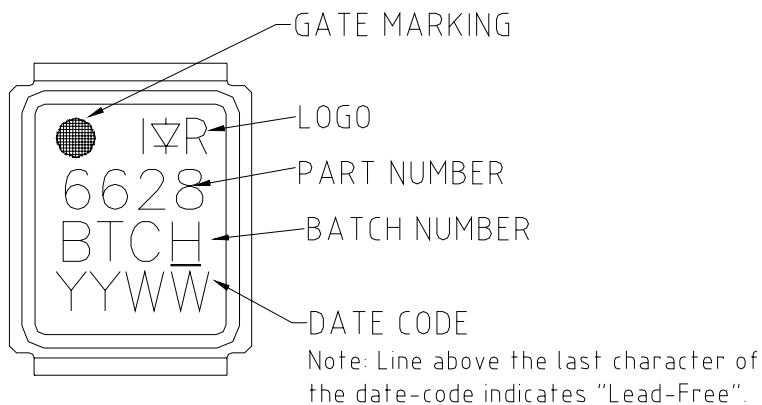 GATE MARKING
I R
LOGO
6628
PART NUMBER
BTCH
BATCH NUMBER
YYWW
DATE CODE
Note: Line above the last character of
the date-code indicates "Lead-Free".